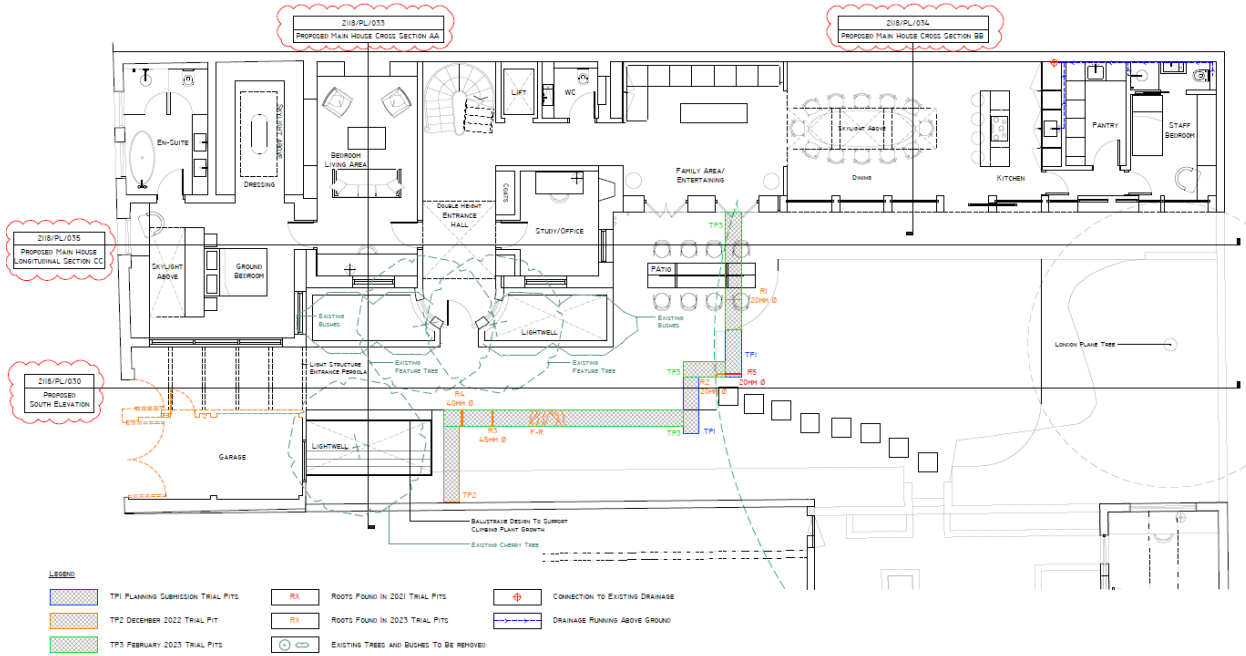 2118/PL/033
Proposed Main House Cross Section AA
2118/PL/034
Proposed Main House Cross Section BB
En-Suite
Skylight Above
Dressing
Bedroom
Living Area
Lift
WC
Coats
Double Height
Entrance
Hall
Study/Office
Family Area/
Entertaining
Skylight Above
Dining
Kitchen
Pantry
Staff
Bedroom
2118/PL/035
Proposed Main House
Longitudinal Section CC
Skylight
Above
Ground
Bedroom
TP3
Patio
R1
20mm Ø
Existing
Bushes
Lightwell
Existing
Bushes
London Plane Tree
Light Structure
Entrance Pergola
Existing
Feature Tree
Existing
Feature Tree
TP1
TP3
R5
20mm Ø
R2
20mm Ø
2118/PL/030
Proposed
South Elevation
R4
40mm Ø
R3
45mm Ø
F-R
TP3
TP1
Garage
Lightwell
TP2
Balustrade Design To Support
Climbing Plant Growth
Existing Cherry Tree
Legend
TP1 Planning Submission Trial Pits
RX
Roots Found In 2021 Trial Pits
Connection to Existing Drainage
TP2 December 2022 Trial Pit
RX
Roots Found In 2023 Trial Pits
Drainage Running Above Ground
TP3 February 2023 Trial Pits
Existing Trees and Bushes To Be removed